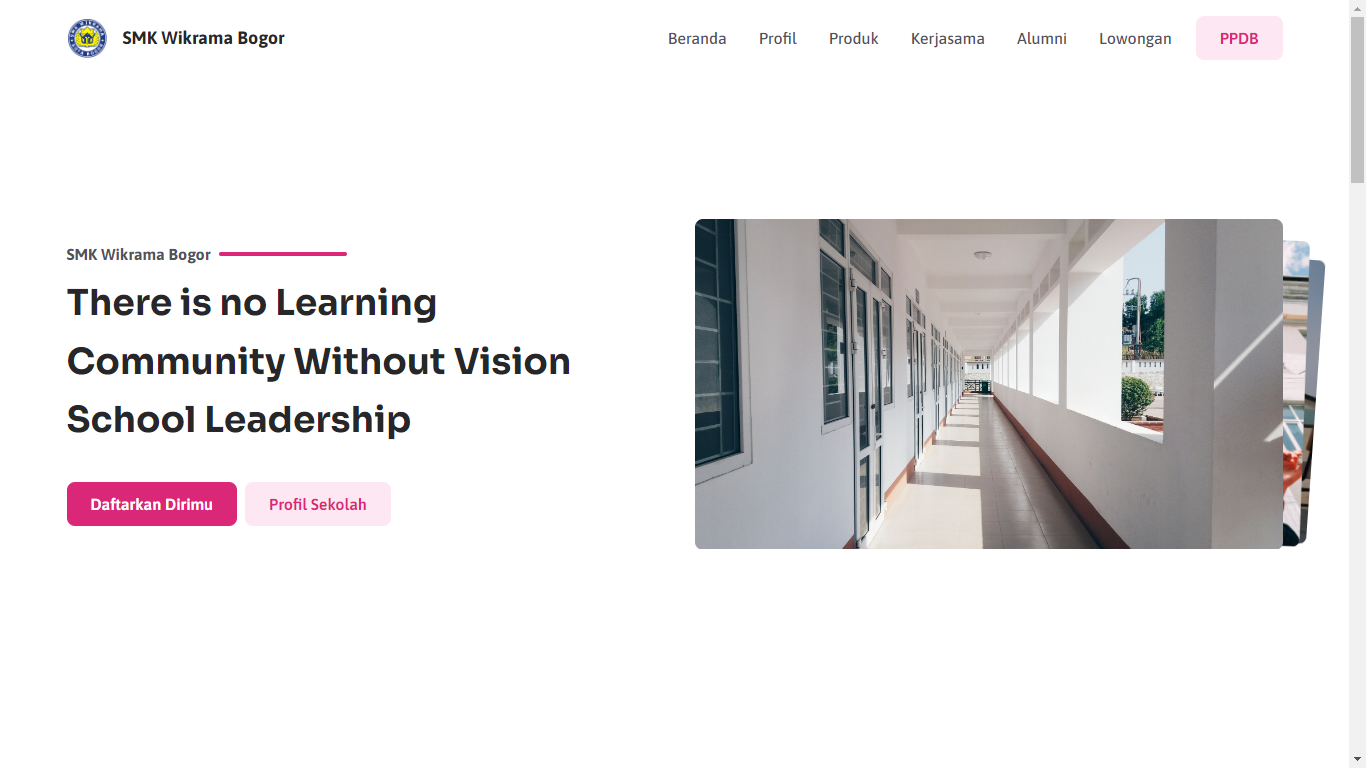 SMK Wikrama Bogor
Beranda
Profil
Produk
Kerjasama
Alumni
Lowongan
PPDB
SMK Wikrama Bogor
There is no Learning
Community Without Vision
School Leadership
Daftarkan Dirimu
Profil Sekolah